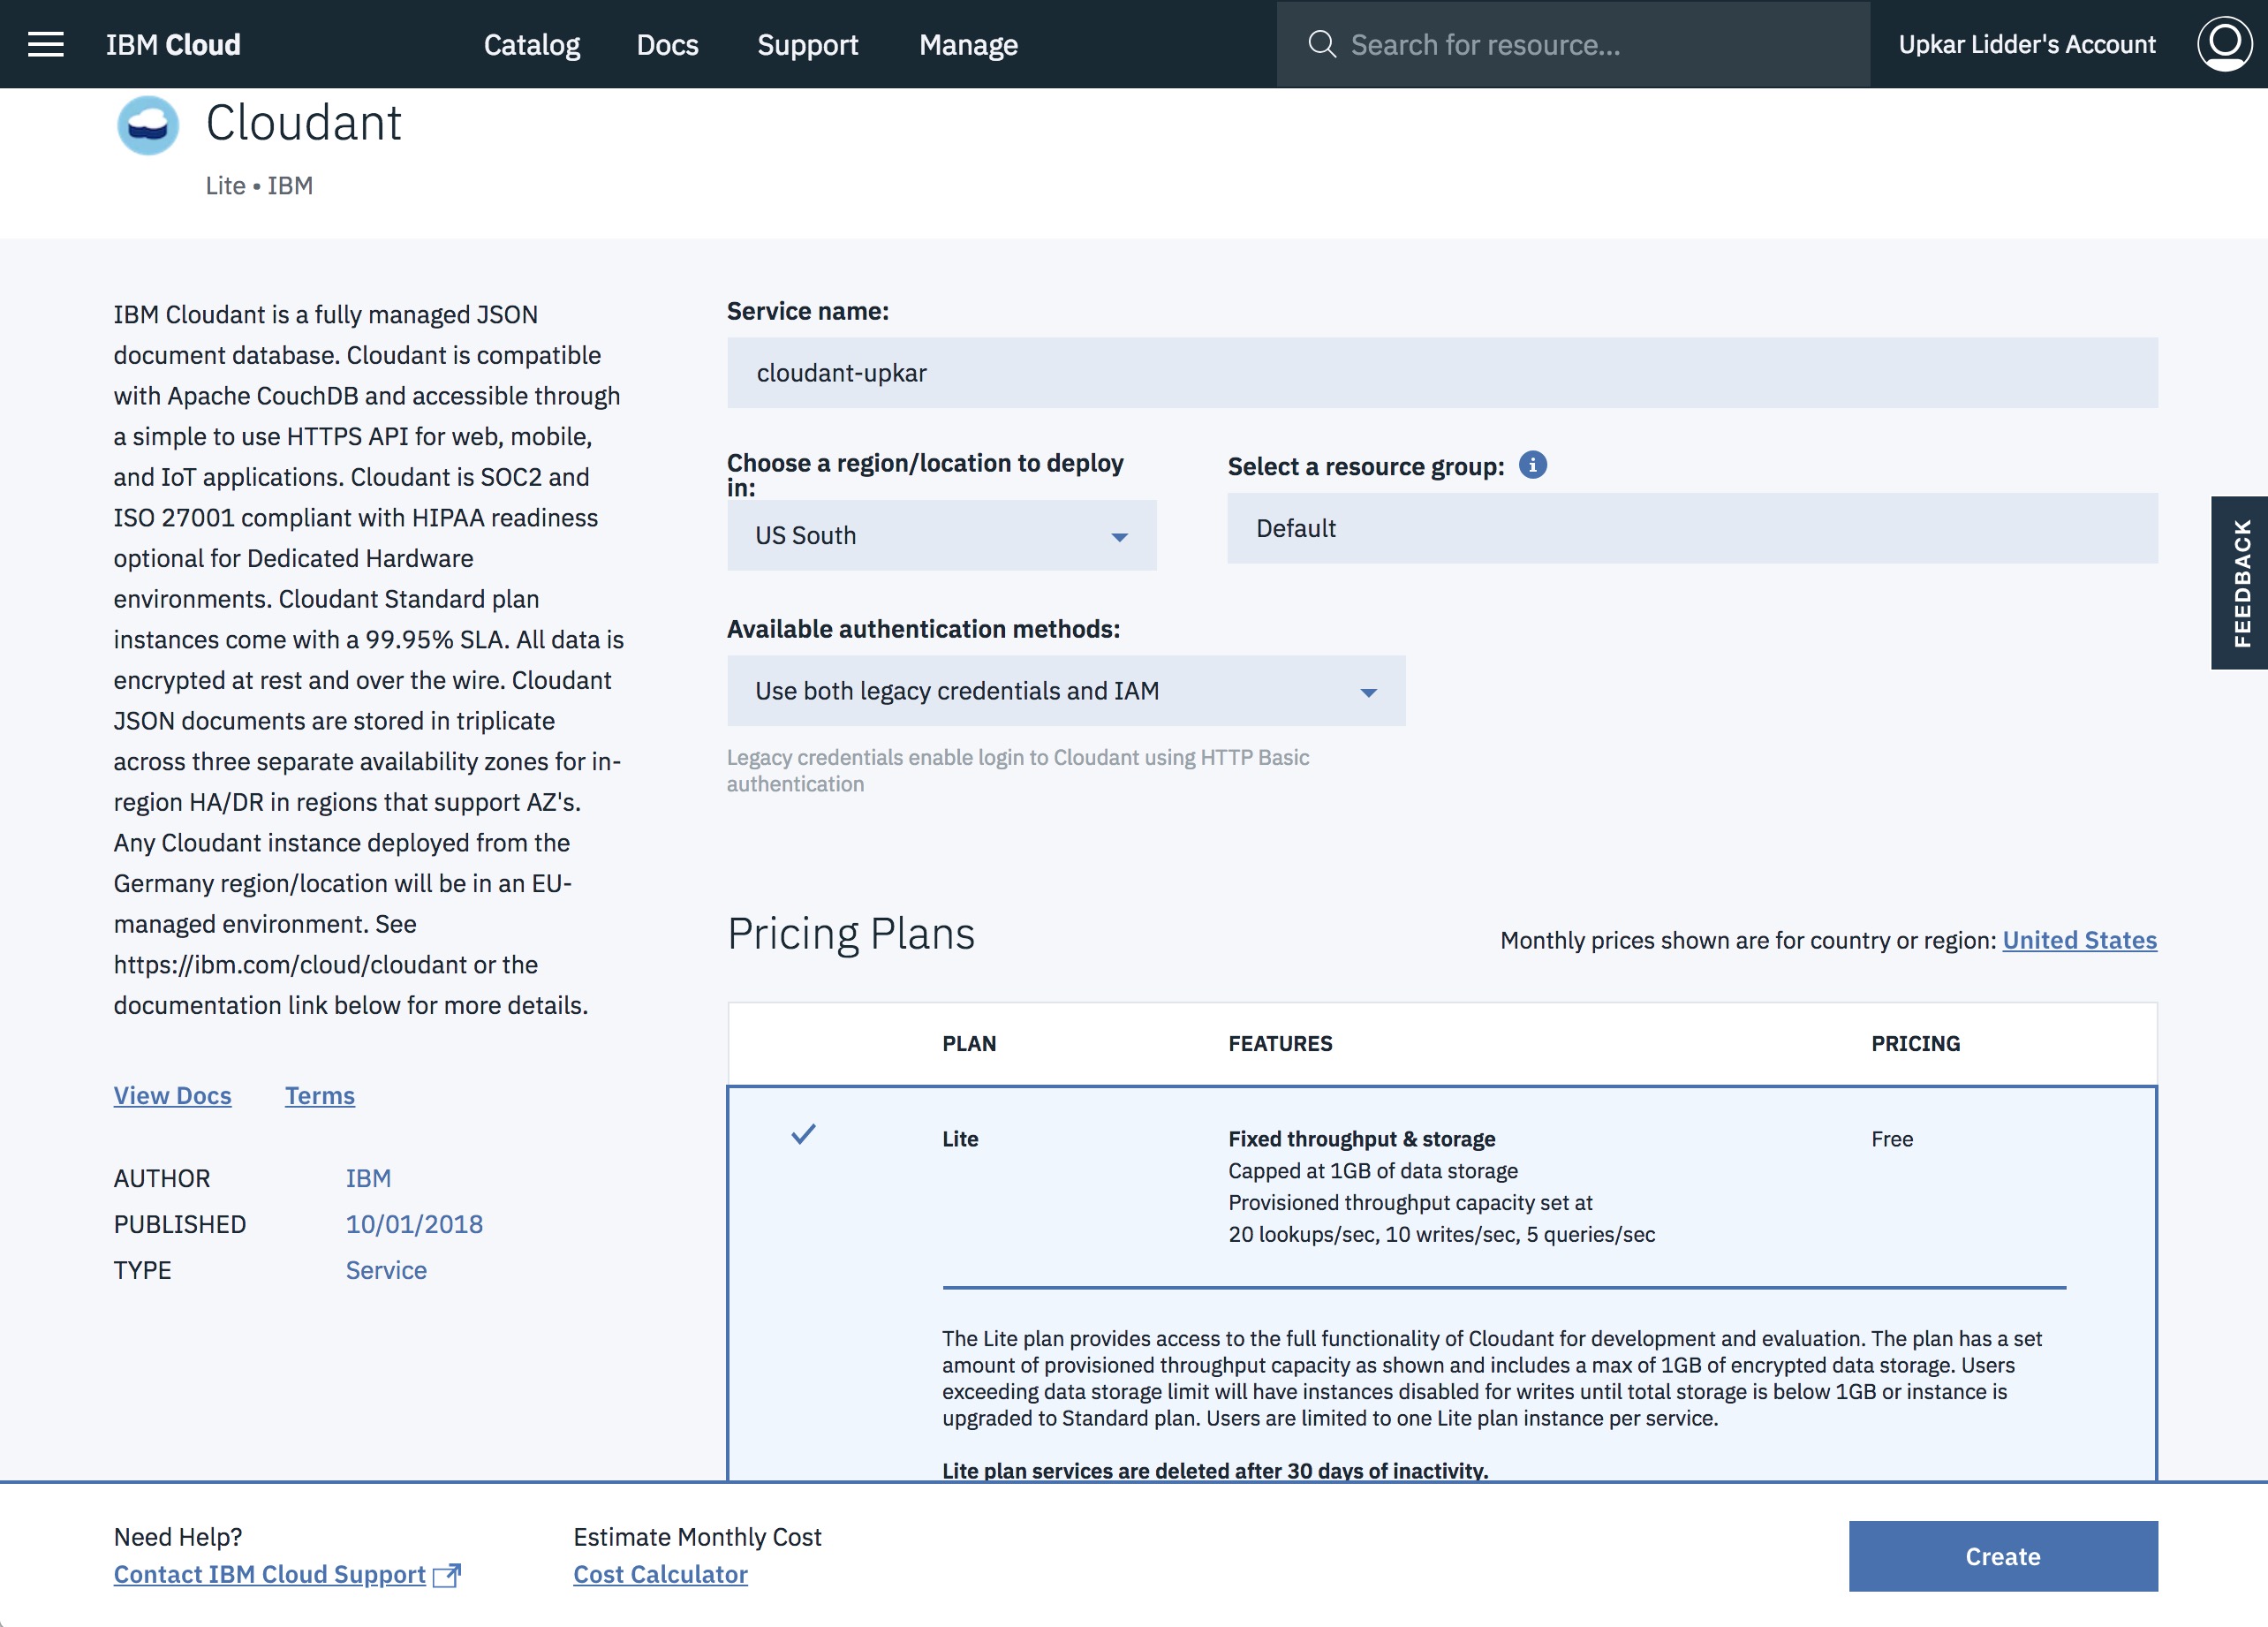 IBM Cloud
Catalog
Docs
Support
Manage
Search for resource...
Upkar Lidder's Account
Cloudant
Lite • IBM
IBM Cloudant is a fully managed JSON
document database. Cloudant is compatible
with Apache CouchDB and accessible through
a simple to use HTTPS API for web, mobile,
and IoT applications. Cloudant is SOC2 and
ISO 27001 compliant with HIPAA readiness
optional for Dedicated Hardware
environments. Cloudant Standard plan
instances come with a 99.95% SLA. All data is
encrypted at rest and over the wire. Cloudant
JSON documents are stored in triplicate
across three separate availability zones for in-
region HA/DR in regions that support AZ's.
Any Cloudant instance deployed from the
Germany region/location will be in an EU-
managed environment. See
https://ibm.com/cloud/cloudant or the
documentation link below for more details.
View Docs
Terms
AUTHOR IBM
PUBLISHED 10/01/2018
TYPE Service
Service name:
cloudant-upkar
Choose a region/location to deploy
in:
US South
Select a resource group:
Default
Available authentication methods:
Use both legacy credentials and IAM
Legacy credentials enable login to Cloudant using HTTP Basic
authentication
FEEDBACK
Pricing Plans
Monthly prices shown are for country or region: United States
PLAN FEATURES PRICING
Lite
Fixed throughput & storage
Capped at 1GB of data storage
Provisioned throughput capacity set at
20 lookups/sec, 10 writes/sec, 5 queries/sec
Free
The Lite plan provides access to the full functionality of Cloudant for development and evaluation. The plan has a set
amount of provisioned throughput capacity as shown and includes a max of 1GB of encrypted data storage. Users
exceeding data storage limit will have instances disabled for writes until total storage is below 1GB or instance is
upgraded to Standard plan. Users are limited to one Lite plan instance per service.
Lite plan services are deleted after 30 days of inactivity.
Need Help?
Contact IBM Cloud Support
Estimate Monthly Cost
Cost Calculator
Create